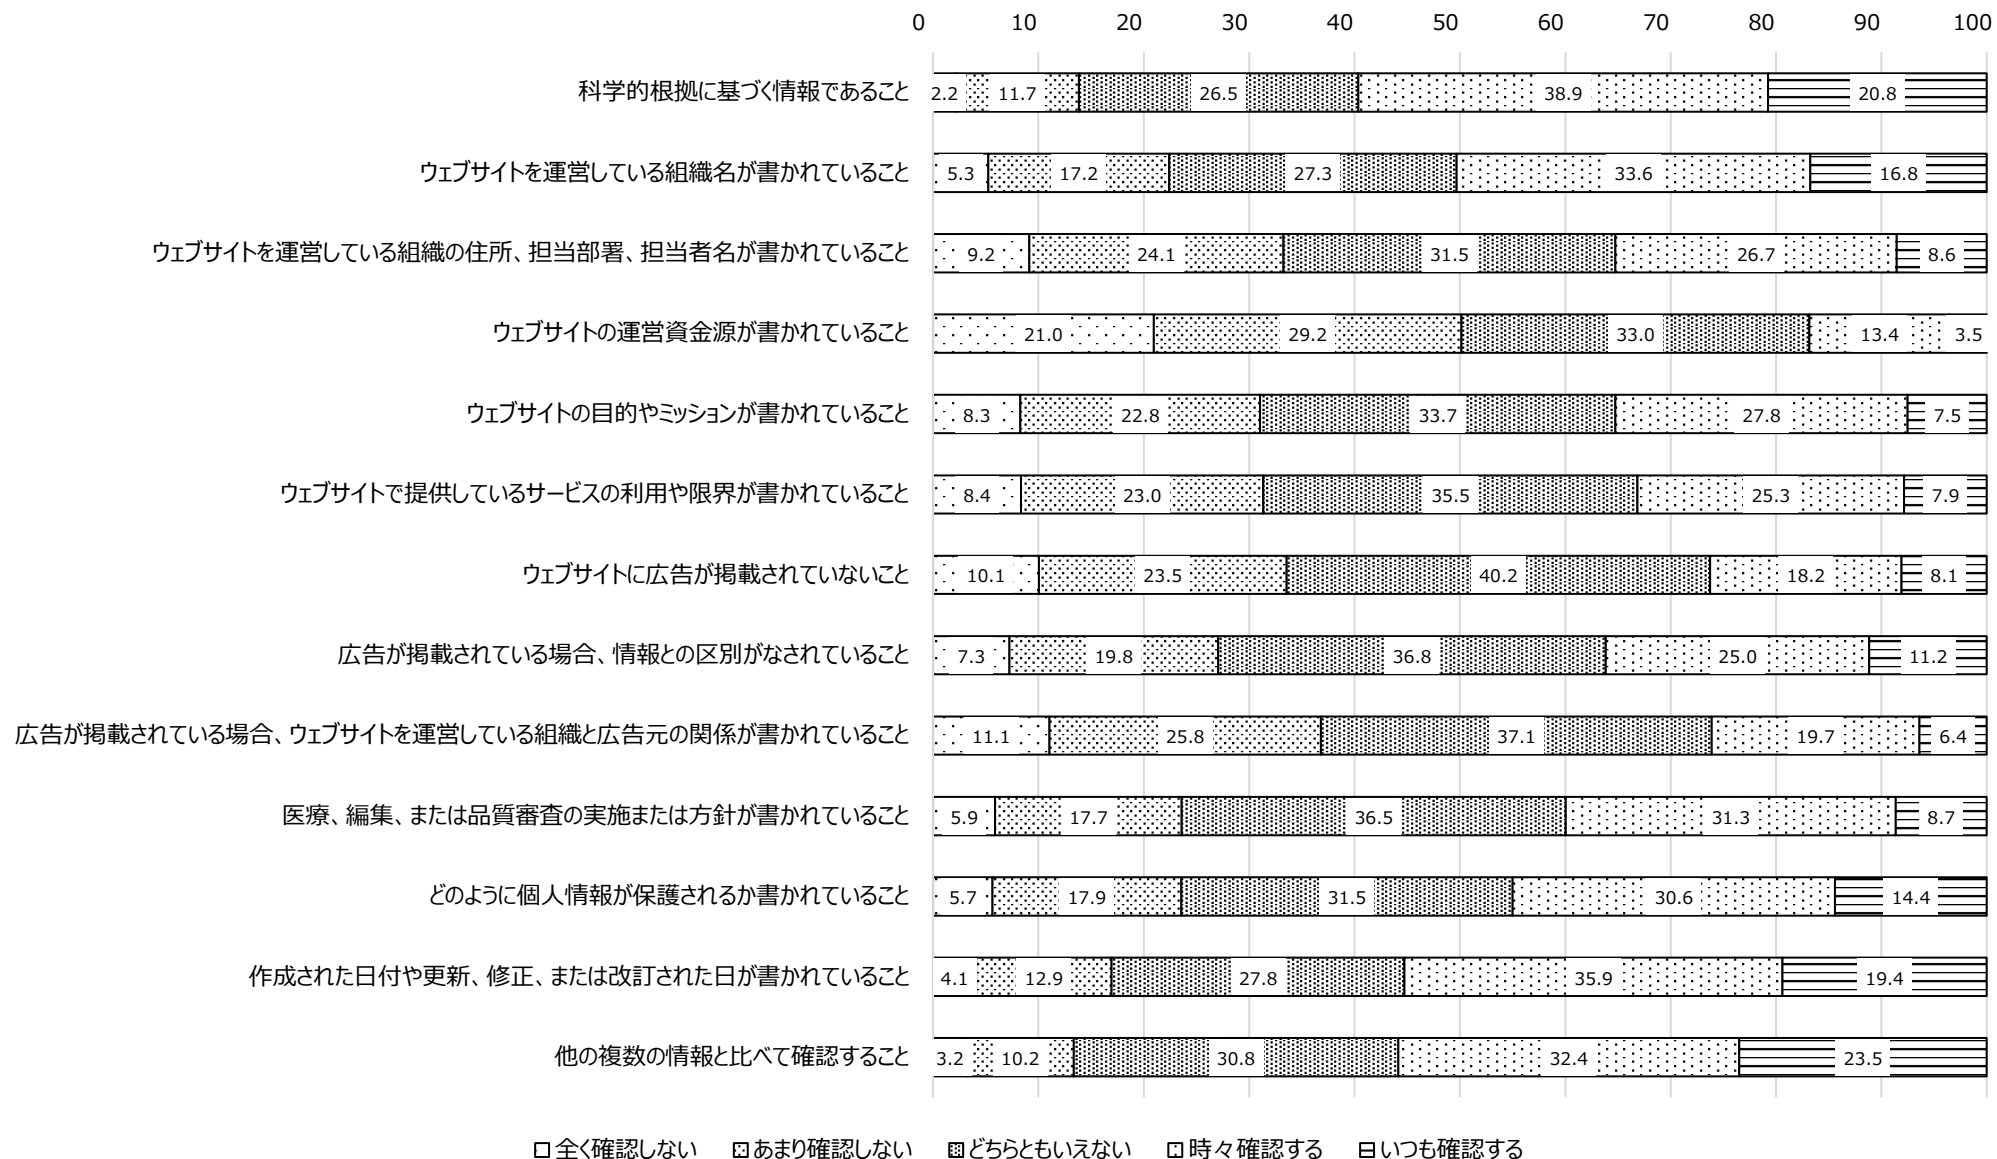 0 10 20 30 40 50 60 70 80 90 100
科学的根拠に基づく情報であること 2.2 11.7 26.5 38.9 20.8
ウェブサイトを運営している組織名が書かれていること 5.3 17.2 27.3 33.6 16.8
ウェブサイトを運営している組織の住所、担当部署、担当者名が書かれていること 9.2 24.1 31.5 26.7 8.6
ウェブサイトの運営資金源が書かれていること 21.0 29.2 33.0 13.4 3.5
ウェブサイトの目的やミッションが書かれていること 8.3 22.8 33.7 27.8 7.5
ウェブサイトで提供しているサービスの利用や限界が書かれていること 8.4 23.0 35.5 25.3 7.9
ウェブサイトに広告が掲載されていないこと 10.1 23.5 40.2 18.2 8.1
広告が掲載されている場合、情報との区別がなされていること 7.3 19.8 36.8 25.0 11.2
広告が掲載されている場合、ウェブサイトを運営している組織と広告元の関係が書かれていること 11.1 25.8 37.1 19.7 6.4
医療、編集、または品質審査の実施または方針が書かれていること 5.9 17.7 36.5 31.3 8.7
どのように個人情報が保護されるか書かれていること 5.7 17.9 31.5 30.6 14.4
作成された日付や更新、修正、または改訂された日が書かれていること 4.1 12.9 27.8 35.9 19.4
他の複数の情報と比べて確認すること 3.2 10.2 30.8 32.4 23.5
全く確認しない あまり確認しない どちらともいえない 時々確認する いつも確認する